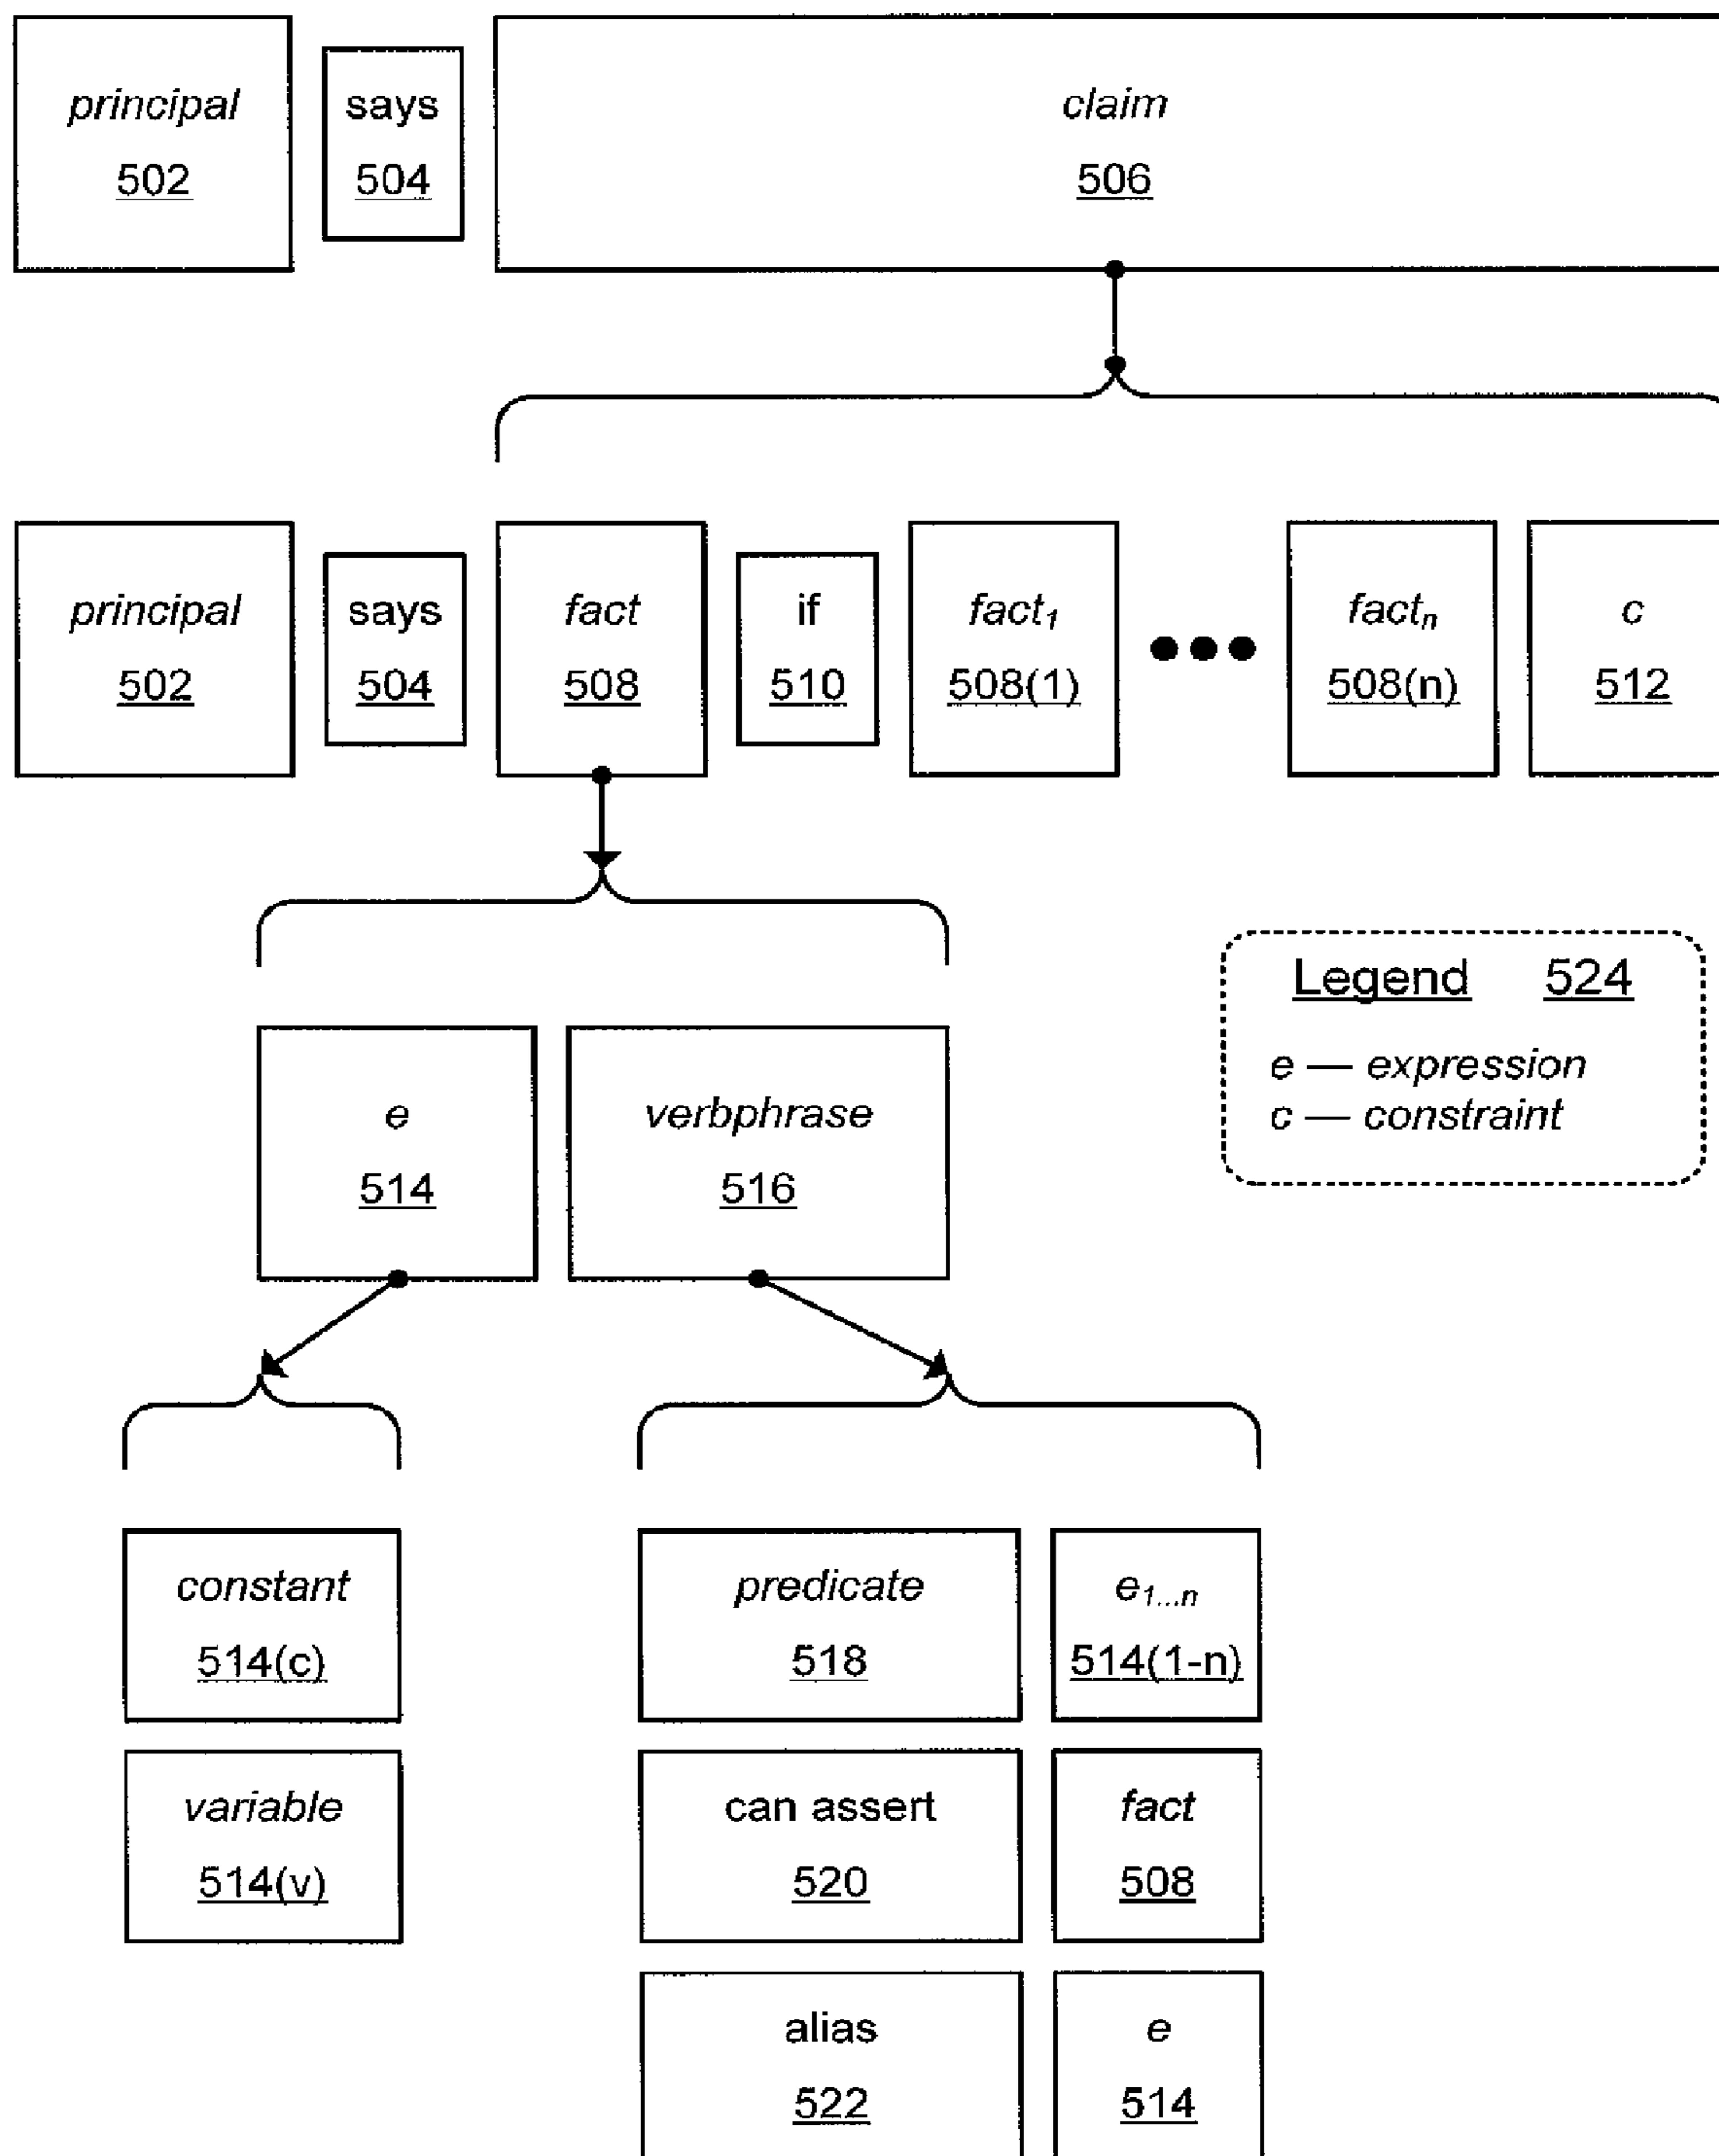 principal says claim
502 504 506
principal says fact if fact₁ ●●● factₙ c
502 504 508 510 508(1) 508(n) 512
Legend 524
e — expression
c — constraint
e verbphrase
514 516
constant predicate e₁...ₙ
514(c) 518 514(1-n)
variable can assert fact
514(v) 520 508
alias e
522 514